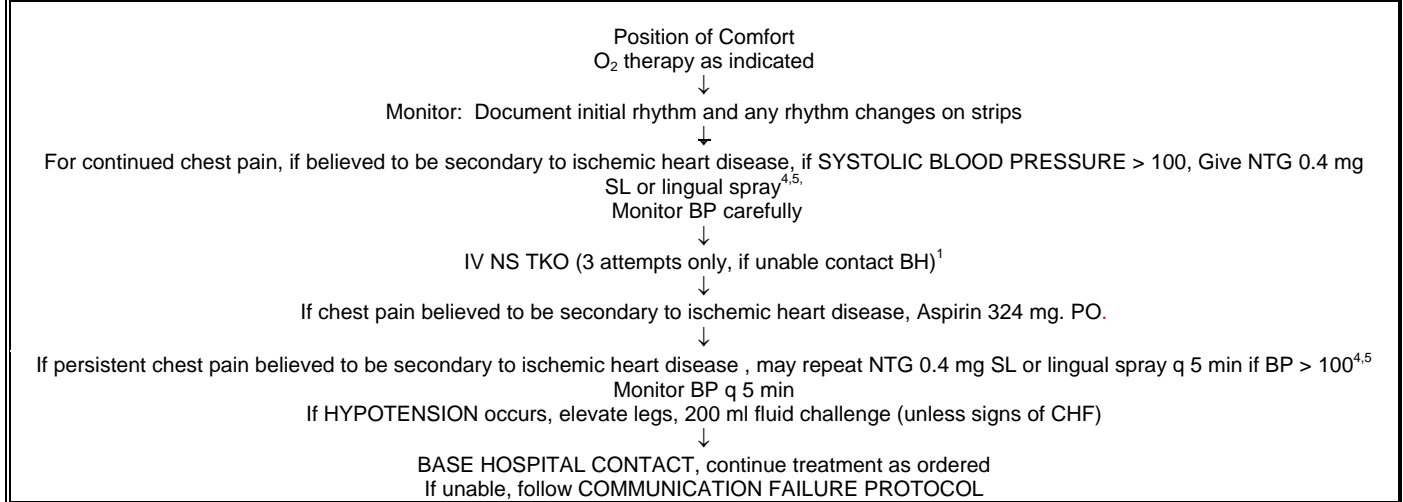 Position of Comfort
O₂ therapy as indicated
↓
Monitor: Document initial rhythm and any rhythm changes on strips
↓
For continued chest pain, if believed to be secondary to ischemic heart disease, if SYSTOLIC BLOOD PRESSURE > 100, Give NTG 0.4 mg
SL or lingual spray⁴,⁵,
Monitor BP carefully
↓
IV NS TKO (3 attempts only, if unable contact BH)¹
↓
If chest pain believed to be secondary to ischemic heart disease, Aspirin 324 mg. PO.
↓
If persistent chest pain believed to be secondary to ischemic heart disease , may repeat NTG 0.4 mg SL or lingual spray q 5 min if BP > 100⁴,⁵
Monitor BP q 5 min
If HYPOTENSION occurs, elevate legs, 200 ml fluid challenge (unless signs of CHF)
↓
BASE HOSPITAL CONTACT, continue treatment as ordered
If unable, follow COMMUNICATION FAILURE PROTOCOL